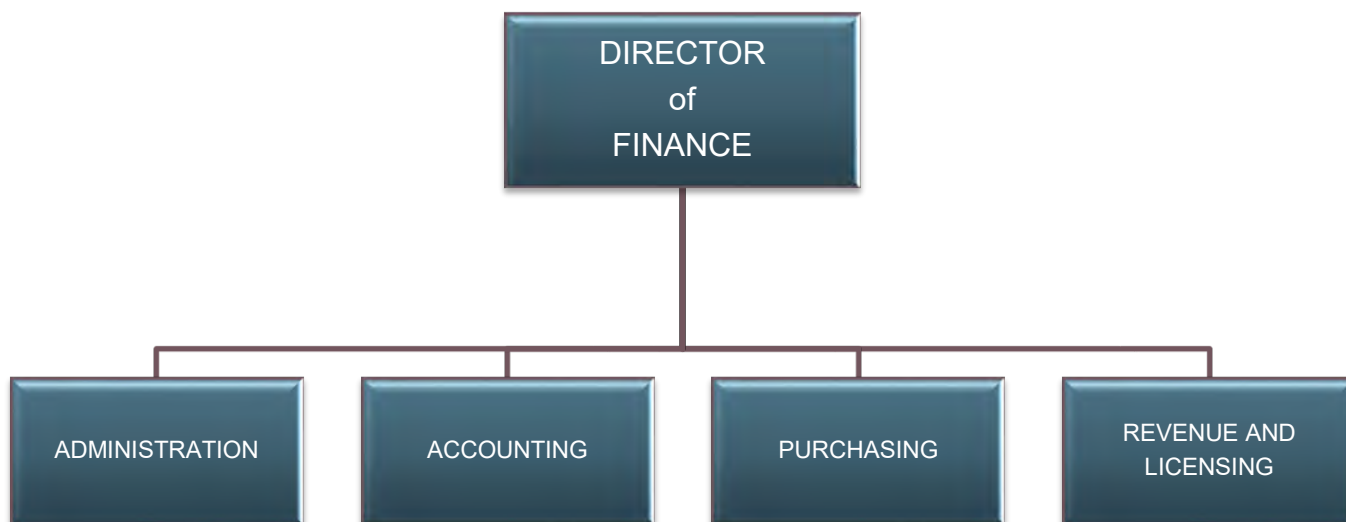 DIRECTOR
of
FINANCE
ADMINISTRATION
ACCOUNTING
PURCHASING
REVENUE AND
LICENSING